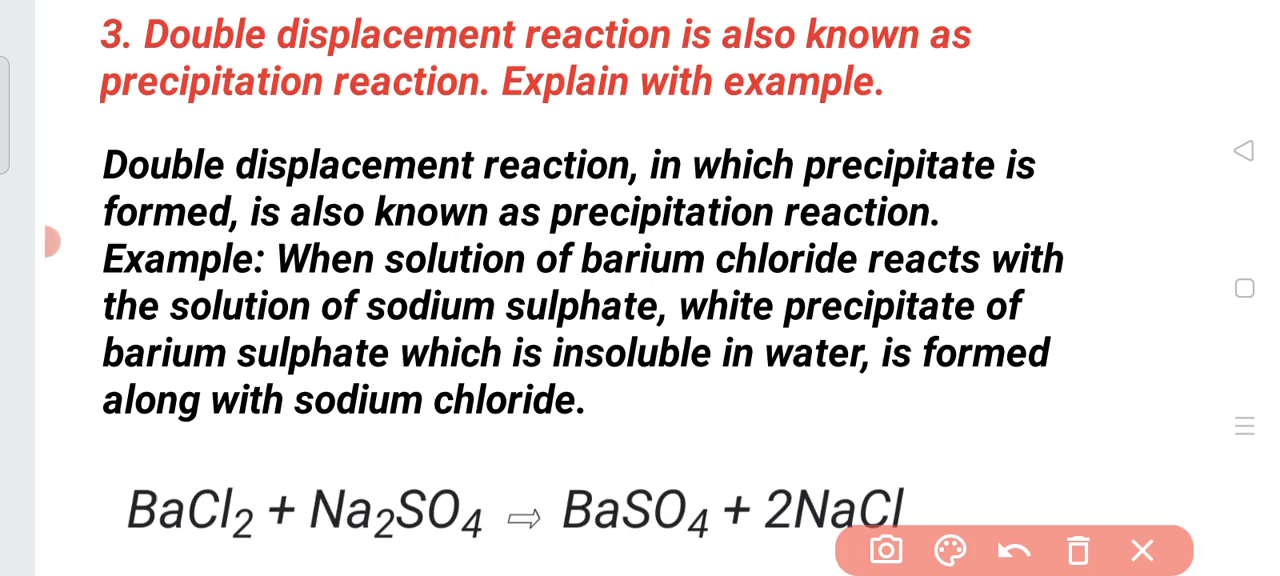 3. Double displacement reaction is also known as
precipitation reaction. Explain with example.
Double displacement reaction, in which precipitate is
formed, is also known as precipitation reaction.
Example: When solution of barium chloride reacts with
the solution of sodium sulphate, white precipitate of
barium sulphate which is insoluble in water, is formed
along with sodium chloride.
BaCl₂ + Na₂SO₄ ⇨ BaSO₄ + 2NaCl